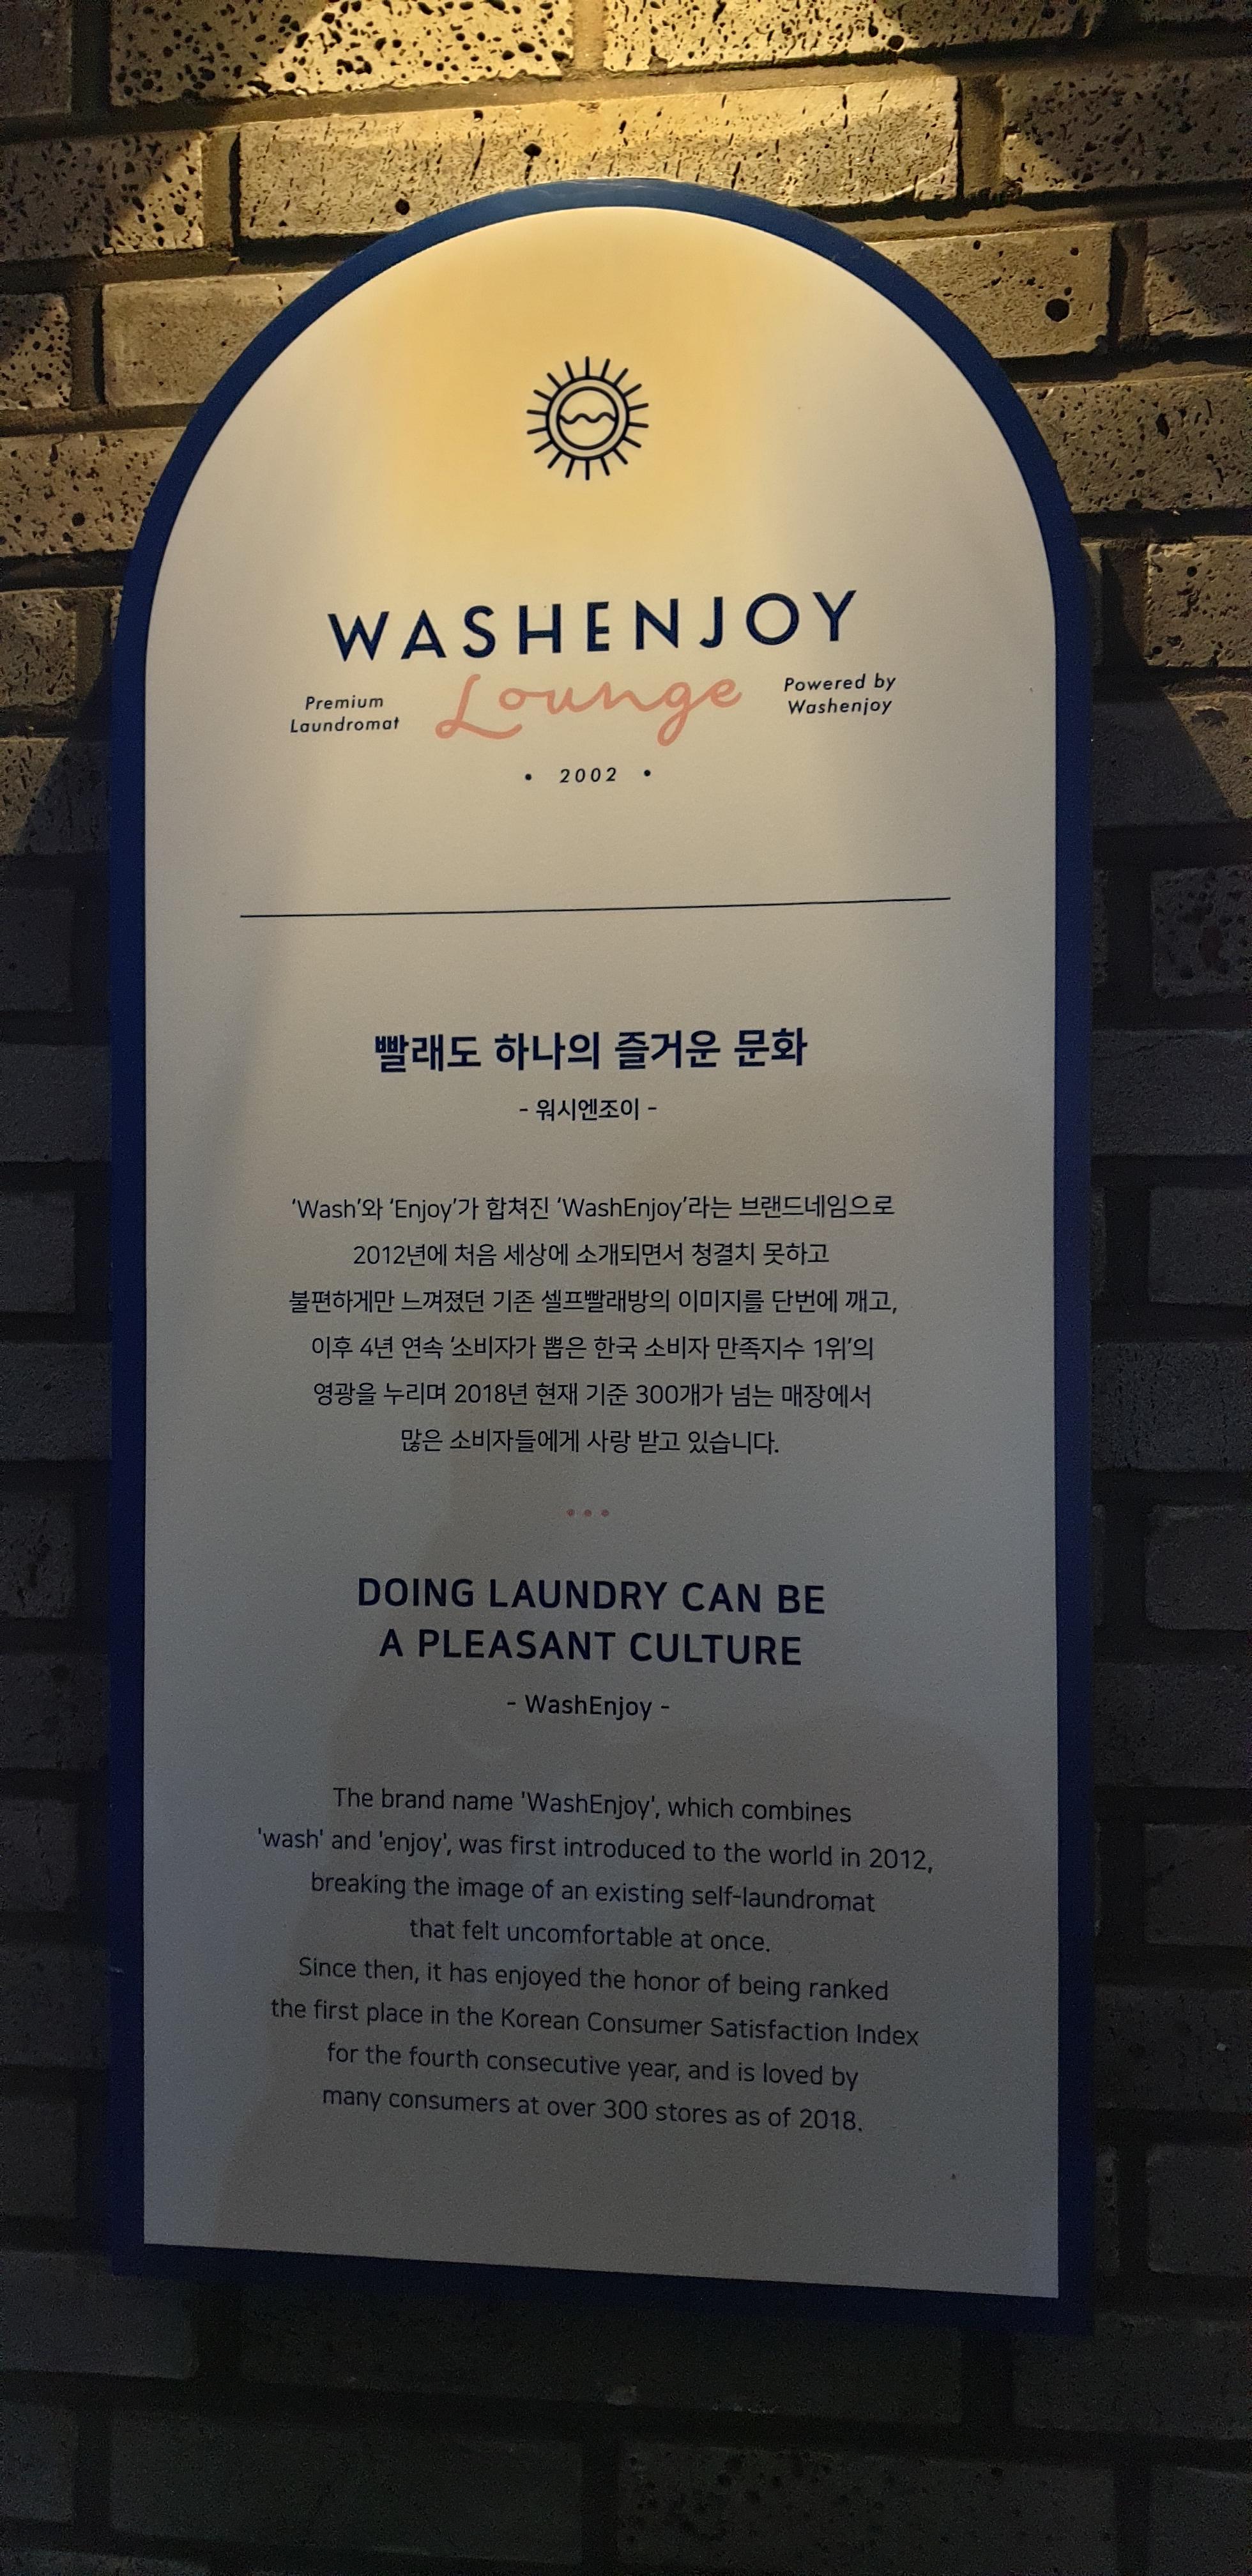 WASHENJOY
Premium
Laundromat
Lounge
Powered by
Washenjoy
• 2002 •
빨래도 하나의 즐거운 문화
- 워시엔조이 -
‘Wash’와 ‘Enjoy’가 합쳐진 ‘WashEnjoy’라는 브랜드네임으로
2012년에 처음 세상에 소개되면서 청결치 못하고
불편하게만 느껴졌던 기존 셀프빨래방의 이미지를 단번에 깨고,
이후 4년 연속 ‘소비자가 뽑은 한국 소비자 만족지수 1위’의
영광을 누리며 2018년 현재 기준 300개가 넘는 매장에서
많은 소비자들에게 사랑 받고 있습니다.
DOING LAUNDRY CAN BE
A PLEASANT CULTURE
- WashEnjoy -
The brand name 'WashEnjoy', which combines
'wash' and 'enjoy', was first introduced to the world in 2012,
breaking the image of an existing self-laundromat
that felt uncomfortable at once.
Since then, it has enjoyed the honor of being ranked
the first place in the Korean Consumer Satisfaction Index
for the fourth consecutive year, and is loved by
many consumers at over 300 stores as of 2018.